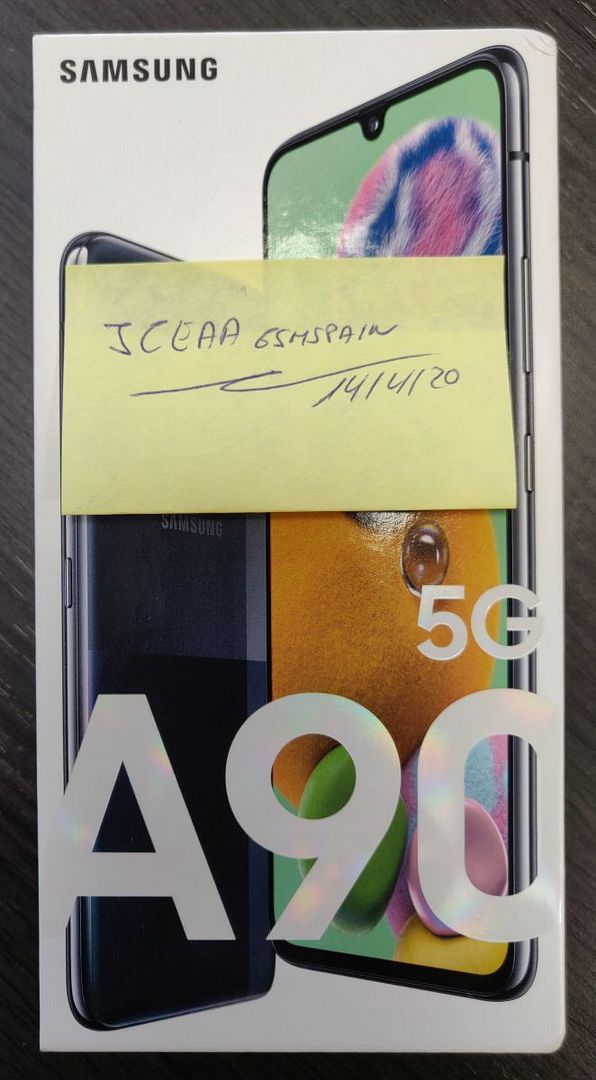 SAMSUNG
JCEAA GSMSPAIN
14/4/20
SAMSUNG
5G
A90